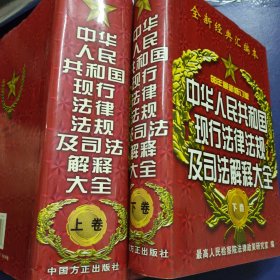 中华
人民
共和国
现行
法律
法规
及司法
解释
大全
上卷
中国方正出版社
中华
人民
共和国
现行
法律
法规
及司法
解释
大全
下卷
中国方正出版社
全新经典汇编本
中华人民共和国
现行法律法规
及司法解释大全
下卷
最高人民检察院法律政策研究室 编